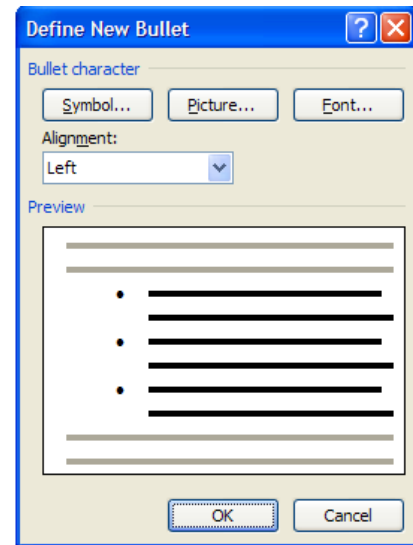 Define New Bullet
Bullet character
Symbol... Picture... Font...
Alignment:
Left
Preview
OK Cancel